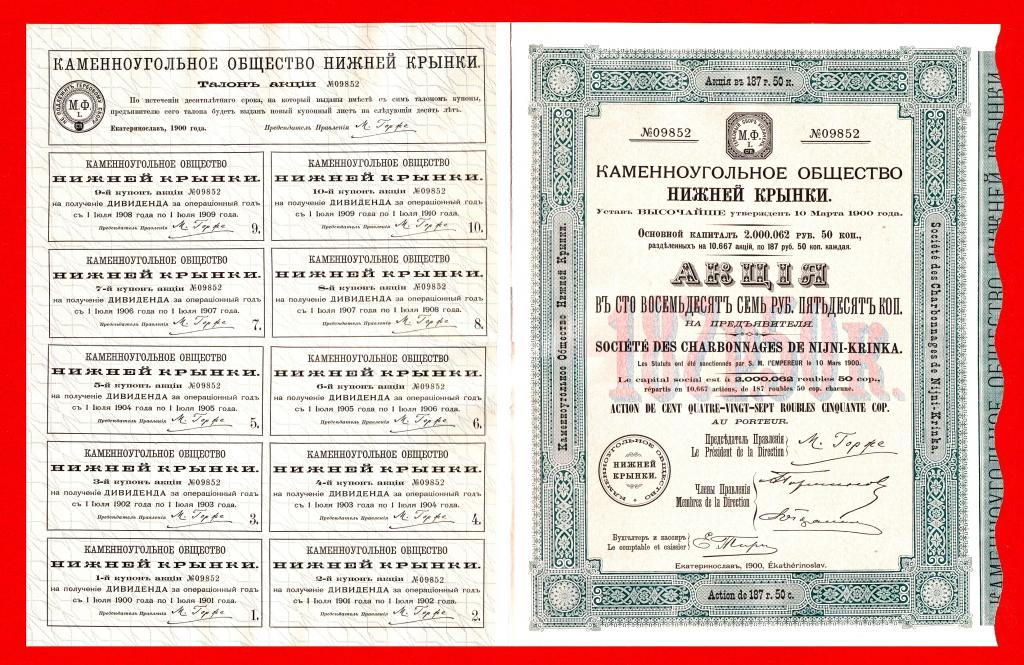 КАМЕННОУГОЛЬНОЕ ОБЩЕСТВО НИЖНЕЙ КРЫНКИ.
Талонъ акціи №09852
По истеченіи десятилѣтняго срока, на который выданы вмѣстѣ съ симъ талономъ купоны,
предъявителю сего талона будетъ выданъ новый купонный листъ на слѣдующія десять лѣтъ.
Екатеринославъ, 1900 года. Предсѣдатель Правленія М. Горже
М.Ф.
I.
КАМЕННОУГОЛЬНОЕ ОБЩЕСТВО
НИЖНЕЙ КРЫНКИ.
9-й купонъ акціи №09852
на полученіе ДИВИДЕНДА за операціонный годъ
съ 1 Іюля 1908 года по 1 Іюля 1909 года.
Предсѣдатель Правленія М. Горже 9.
КАМЕННОУГОЛЬНОЕ ОБЩЕСТВО
НИЖНЕЙ КРЫНКИ.
10-й купонъ акціи №09852
на полученіе ДИВИДЕНДА за операціонный годъ
съ 1 Іюля 1909 года по 1 Іюля 1910 года.
Предсѣдатель Правленія М. Горже 10.
КАМЕННОУГОЛЬНОЕ ОБЩЕСТВО
НИЖНЕЙ КРЫНКИ.
7-й купонъ акціи №09852
на полученіе ДИВИДЕНДА за операціонный годъ
съ 1 Іюля 1906 года по 1 Іюля 1907 года.
Предсѣдатель Правленія М. Горже 7.
КАМЕННОУГОЛЬНОЕ ОБЩЕСТВО
НИЖНЕЙ КРЫНКИ.
8-й купонъ акціи №09852
на полученіе ДИВИДЕНДА за операціонный годъ
съ 1 Іюля 1907 года по 1 Іюля 1908 года.
Предсѣдатель Правленія М. Горже 8.
КАМЕННОУГОЛЬНОЕ ОБЩЕСТВО
НИЖНЕЙ КРЫНКИ.
5-й купонъ акціи №09852
на полученіе ДИВИДЕНДА за операціонный годъ
съ 1 Іюля 1904 года по 1 Іюля 1905 года.
Предсѣдатель Правленія М. Горже 5.
КАМЕННОУГОЛЬНОЕ ОБЩЕСТВО
НИЖНЕЙ КРЫНКИ.
6-й купонъ акціи №09852
на полученіе ДИВИДЕНДА за операціонный годъ
съ 1 Іюля 1905 года по 1 Іюля 1906 года.
Предсѣдатель Правленія М. Горже 6.
КАМЕННОУГОЛЬНОЕ ОБЩЕСТВО
НИЖНЕЙ КРЫНКИ.
3-й купонъ акціи №09852
на полученіе ДИВИДЕНДА за операціонный годъ
съ 1 Іюля 1902 года по 1 Іюля 1903 года.
Предсѣдатель Правленія М. Горже 3.
КАМЕННОУГОЛЬНОЕ ОБЩЕСТВО
НИЖНЕЙ КРЫНКИ.
4-й купонъ акціи №09852
на полученіе ДИВИДЕНДА за операціонный годъ
съ 1 Іюля 1903 года по 1 Іюля 1904 года.
Предсѣдатель Правленія М. Горже 4.
КАМЕННОУГОЛЬНОЕ ОБЩЕСТВО
НИЖНЕЙ КРЫНКИ.
1-й купонъ акціи №09852
на полученіе ДИВИДЕНДА за операціонный годъ
съ 1 Іюля 1900 года по 1 Іюля 1901 года.
Предсѣдатель Правленія М. Горже 1.
КАМЕННОУГОЛЬНОЕ ОБЩЕСТВО
НИЖНЕЙ КРЫНКИ.
2-й купонъ акціи №09852
на полученіе ДИВИДЕНДА за операціонный годъ
съ 1 Іюля 1901 года по 1 Іюля 1902 года.
Предсѣдатель Правленія М. Горже 2.
Акція въ 187 г. 50 к.
№09852 №09852
М.Ф.
I.
КАМЕННОУГОЛЬНОЕ ОБЩЕСТВО
НИЖНЕЙ КРЫНКИ.
Уставъ ВЫСОЧАЙШЕ утвержденъ 10 Марта 1900 года.
Основной капиталъ 2.000.062 руб. 50 коп.,
раздѣленныхъ на 10.667 акцій, по 187 руб. 50 коп. каждая.
АКЦІЯ
ВЪ СТО ВОСЕМЬДЕСЯТЪ СЕМЬ РУБ. ПЯТЬДЕСЯТЪ КОП.
НА ПРЕДЪЯВИТЕЛЯ.
SOCIÉTÉ DES CHARBONNAGES DE NIJNI-KRINKA.
Les Statuts ont été sanctionnés par S. M. l'EMPEREUR le 10 Mars 1900.
Le capital social est à 2.000,062 roubles 50 cop.,
répartis en 10,667 actions, de 187 roubles 50 cop. chacune.
ACTION DE CENT QUATRE-VINGT-SEPT ROUBLES CINQUANTE COP.
AU PORTEUR.
Предсѣдатель Правленія
Le Président de la Direction
М. Горже
Члены Правленія
Membres de la Direction
Бухгалтеръ и кассиръ
Le comptable et caissier
КАМЕННОУГОЛЬНОЕ ОБЩЕСТВО
НИЖНЕЙ
КРЫНКИ.
Екатеринославъ, 1900, Ékathérinoslav.
Action de 187 r. 50 c.
Каменноугольное Общество Нижней Крынки.
Société des Charbonnages de Nijni-Krinka.
КАМЕННОУГОЛЬНОЕ ОБЩЕСТВО НИЖНЕЙ КРЫНКИ